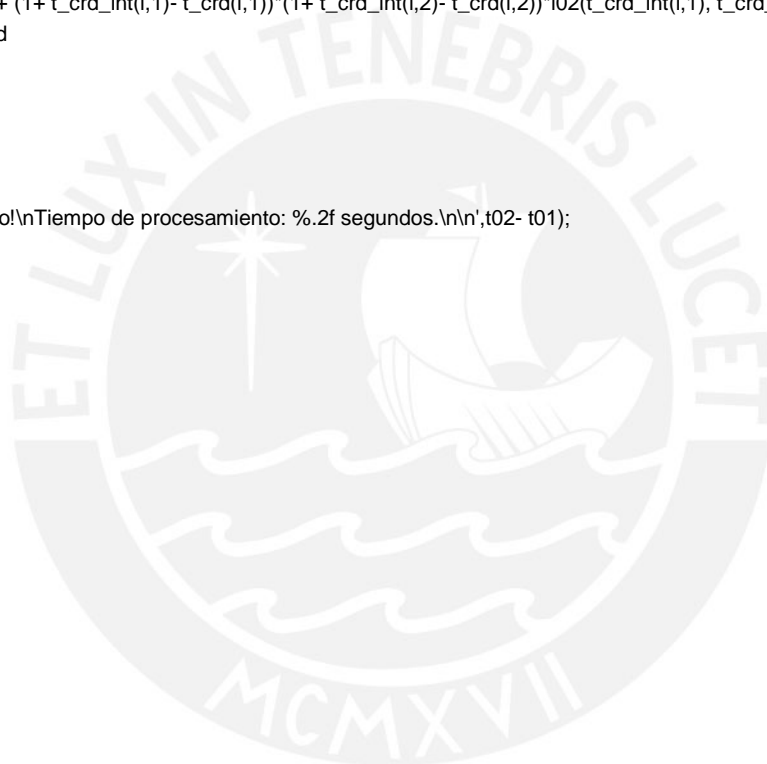 + (1+ t_crd_int(i,1)- t_crd(i,1))*(1+ t_crd_int(i,2)- t_crd(i,2))*I02(t_crd_int(i,1), t_crd_
d
o!\nTiempo de procesamiento: %.2f segundos.\n\n',t02- t01);
ET LUX IN TENEBRIS LUCET
MCMXVII